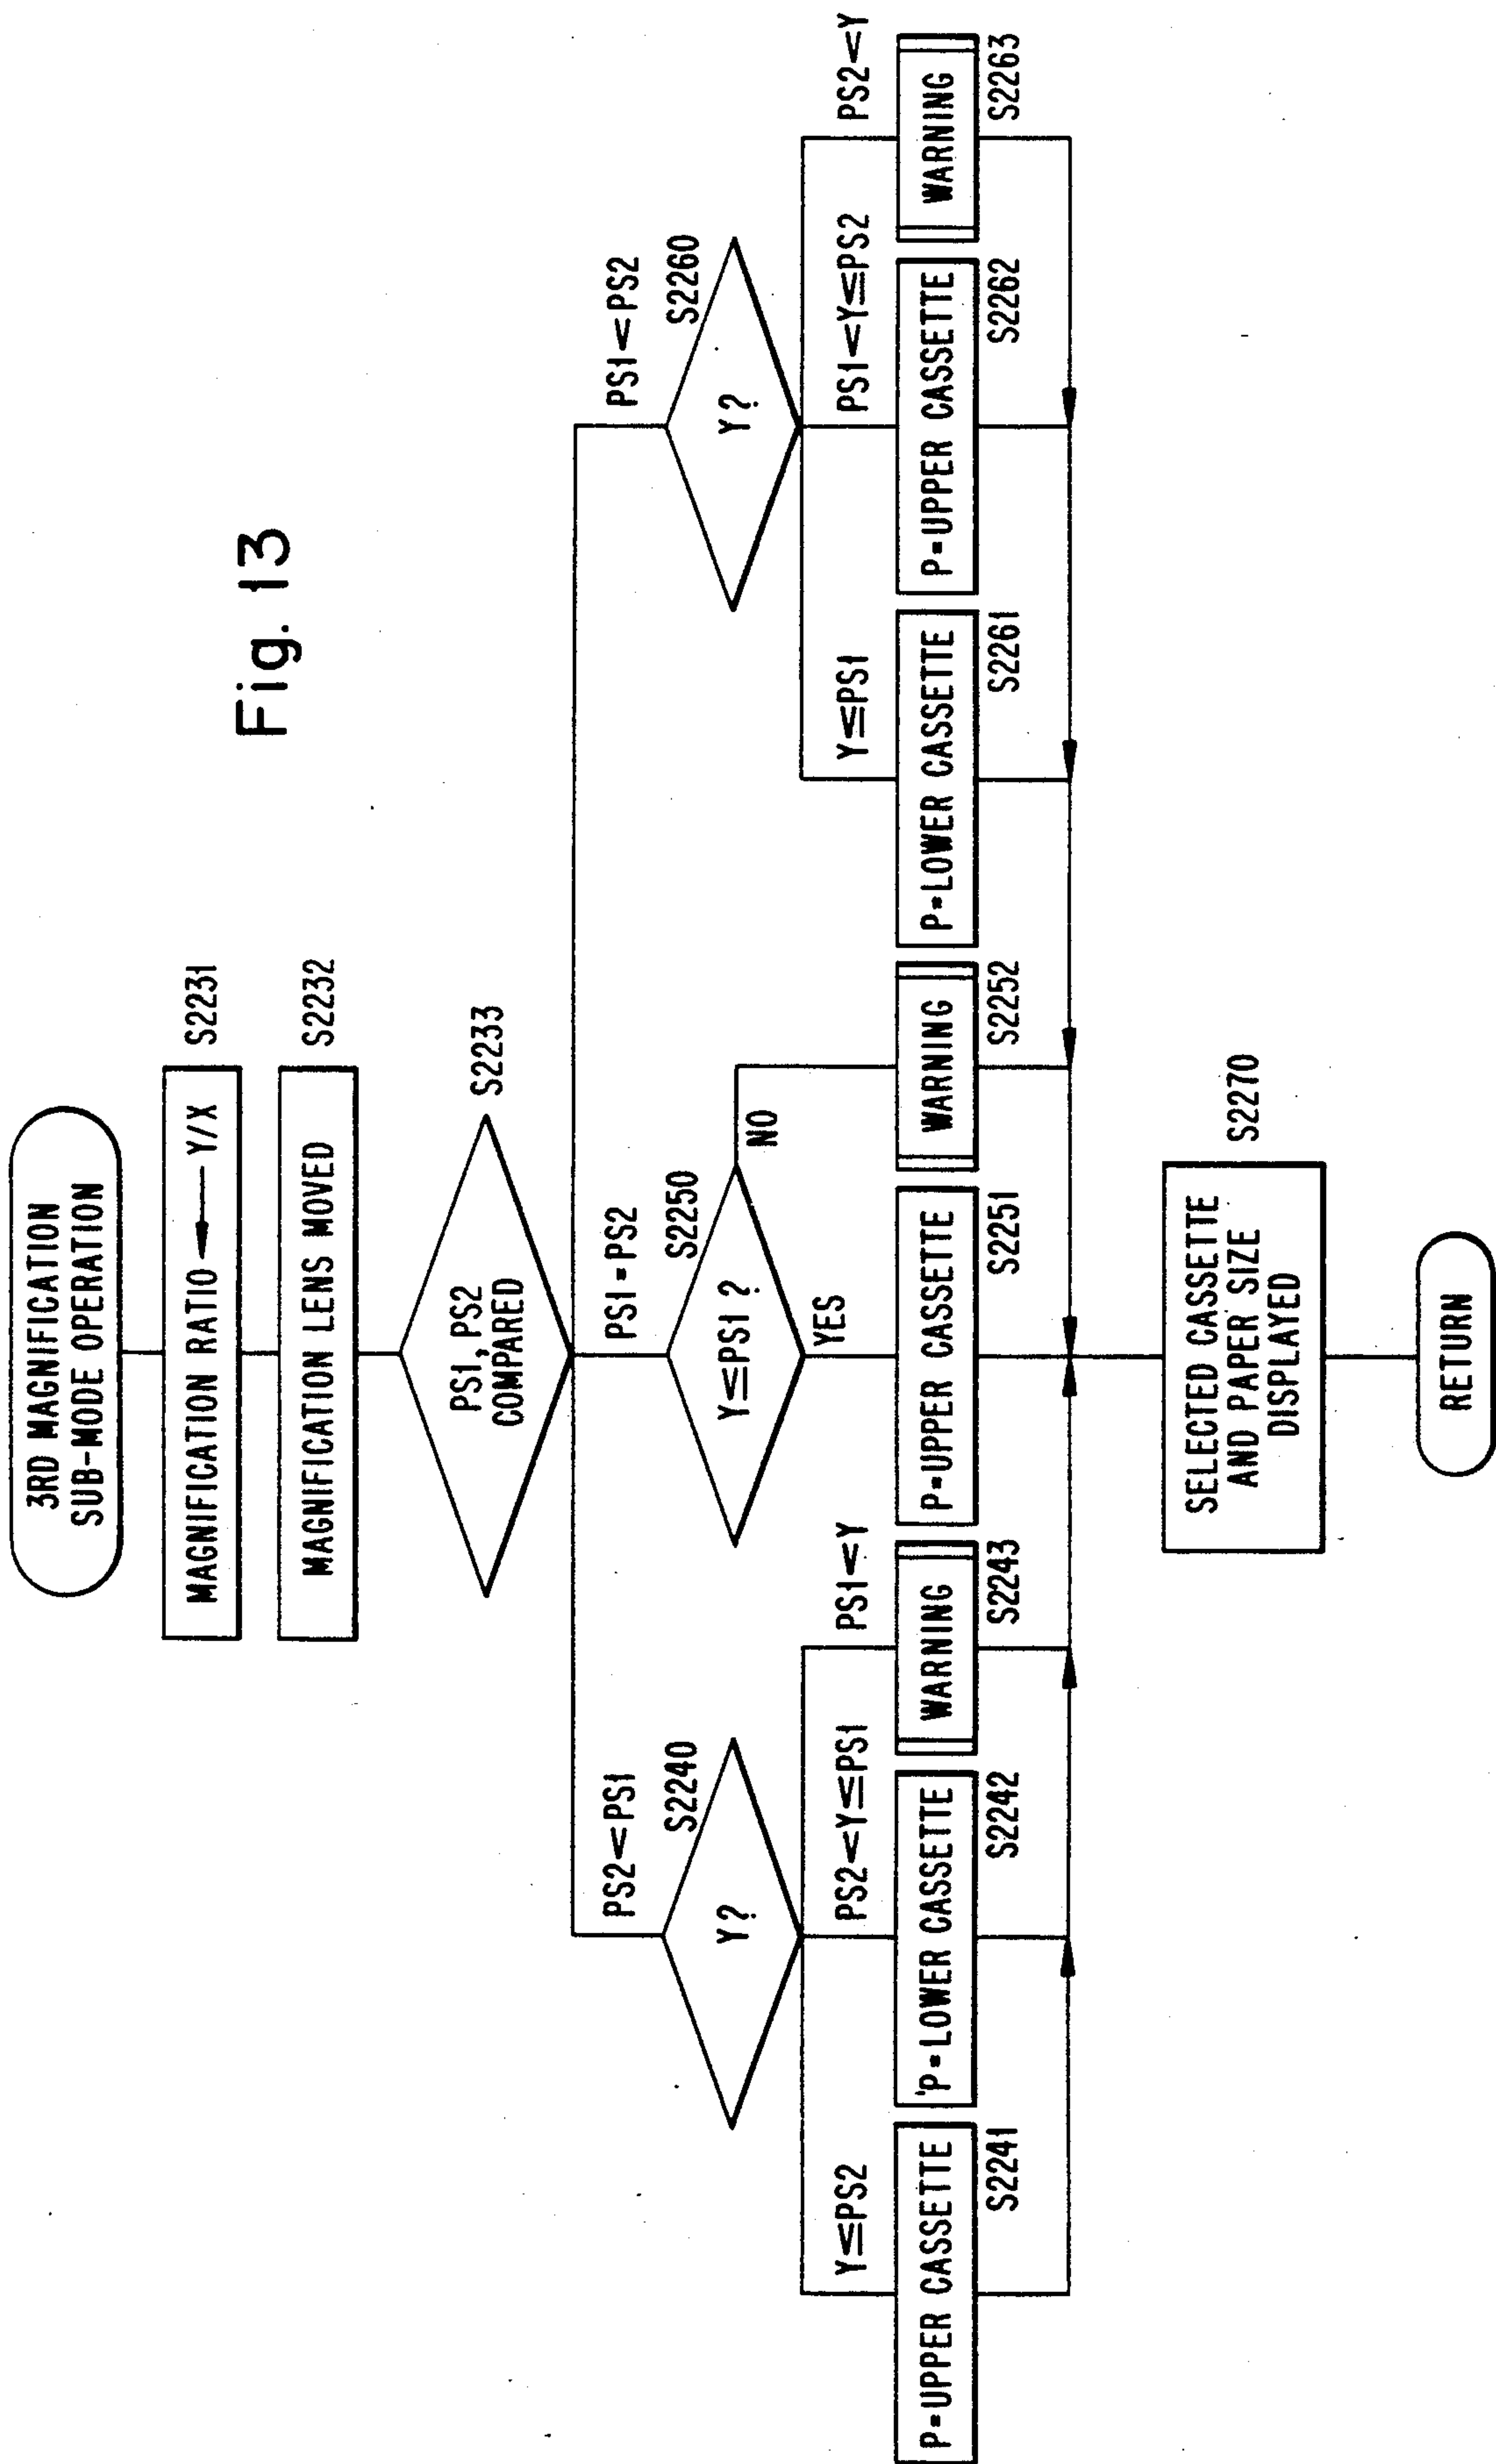 Fig. 13
3RD MAGNIFICATION
SUB-MODE OPERATION
MAGNIFICATION RATIO ← Y/X
S2231
MAGNIFICATION LENS MOVED
S2232
PS1, PS2
COMPARED
S2233
PS2<PS1
PS1=PS2
PS1<PS2
S2240
Y?
S2250
Y≦PS1 ?
S2260
Y?
NO
YES
Y≦PS2
PS2<Y≦PS1
PS1<Y
Y≦PS1
PS1<Y≦PS2
PS2<Y
P=UPPER CASSETTE
S2241
P=LOWER CASSETTE
S2242
WARNING
S2243
P=UPPER CASSETTE
S2251
WARNING
S2252
P=LOWER CASSETTE
S2261
P=UPPER CASSETTE
S2262
WARNING
S2263
SELECTED CASSETTE
AND PAPER SIZE
DISPLAYED
S2270
RETURN